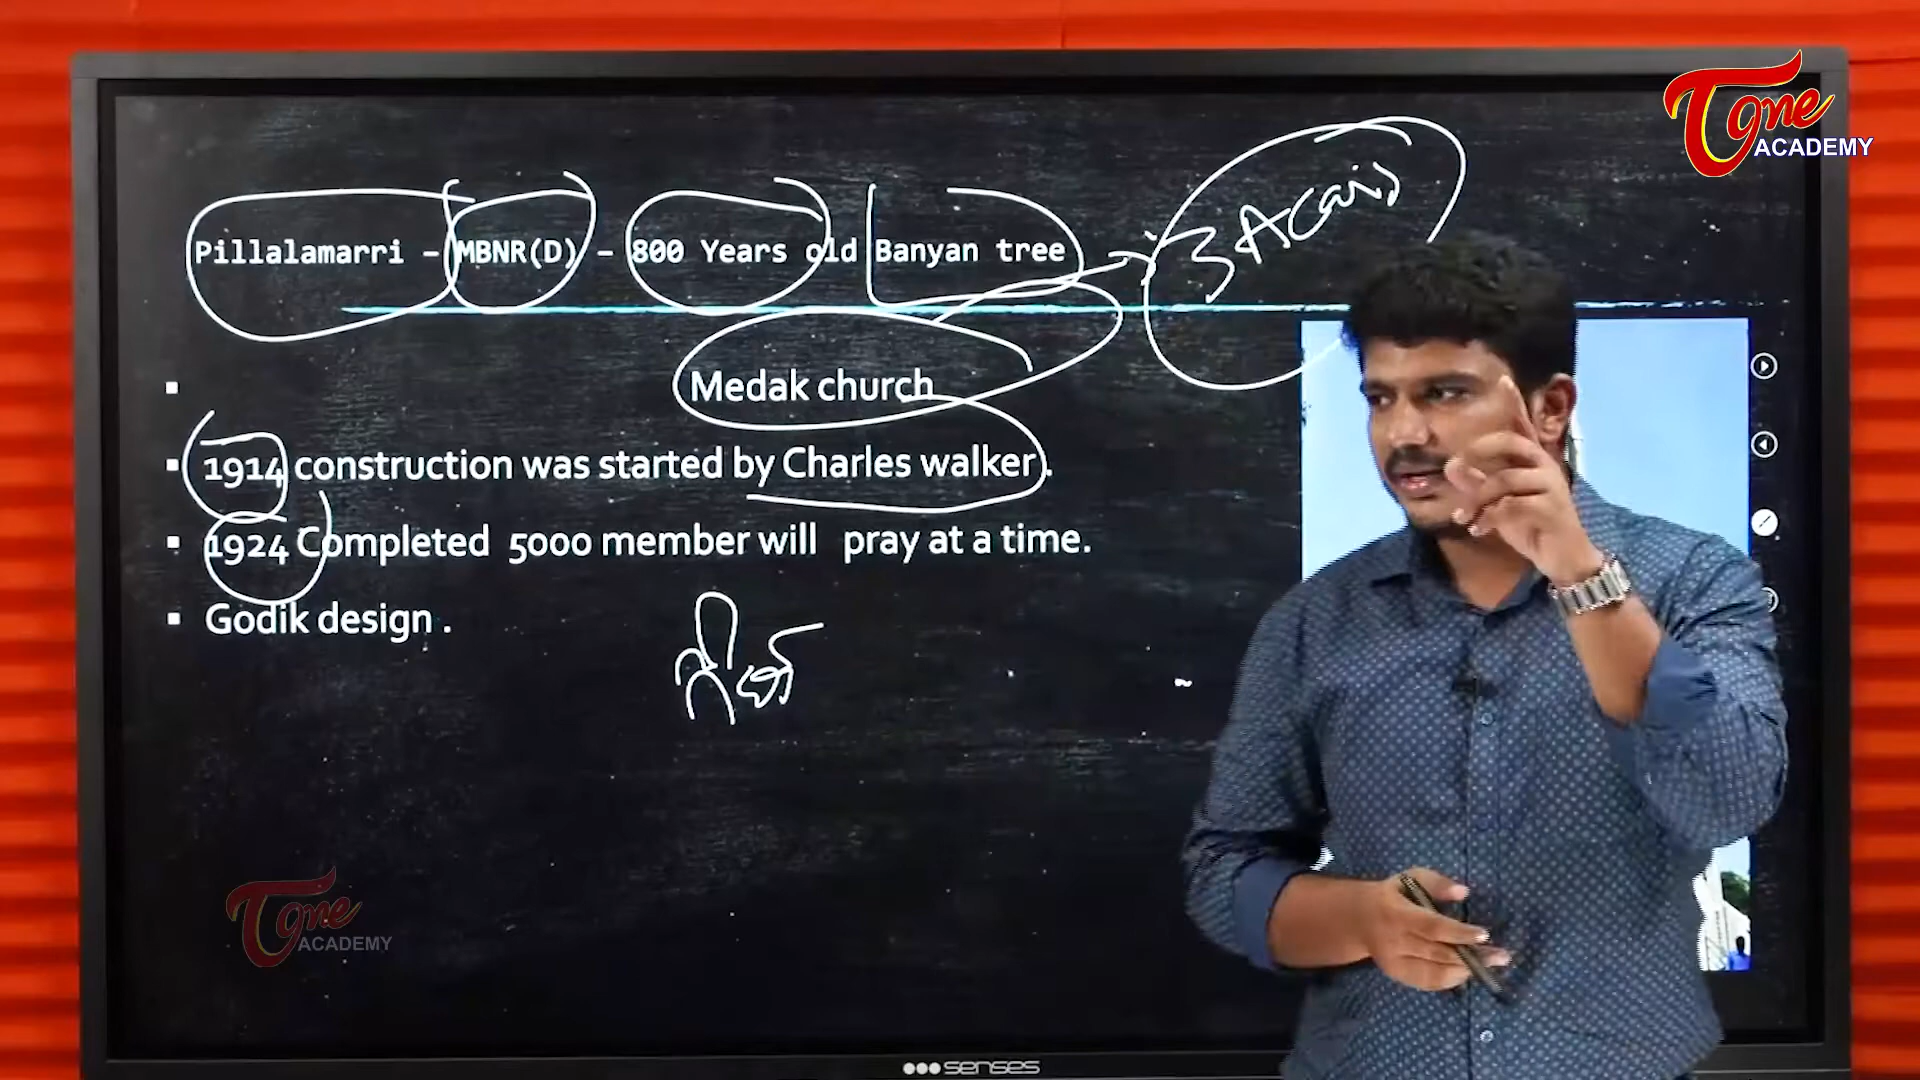 Tone
ACADEMY
Pillalamarri – MBNR(D) – 800 Years old Banyan tree
3 Acars
Medak church
1914 construction was started by Charles walker.
1924 Completed 5000 member will pray at a time.
Godik design .
Tone
ACADEMY
senses